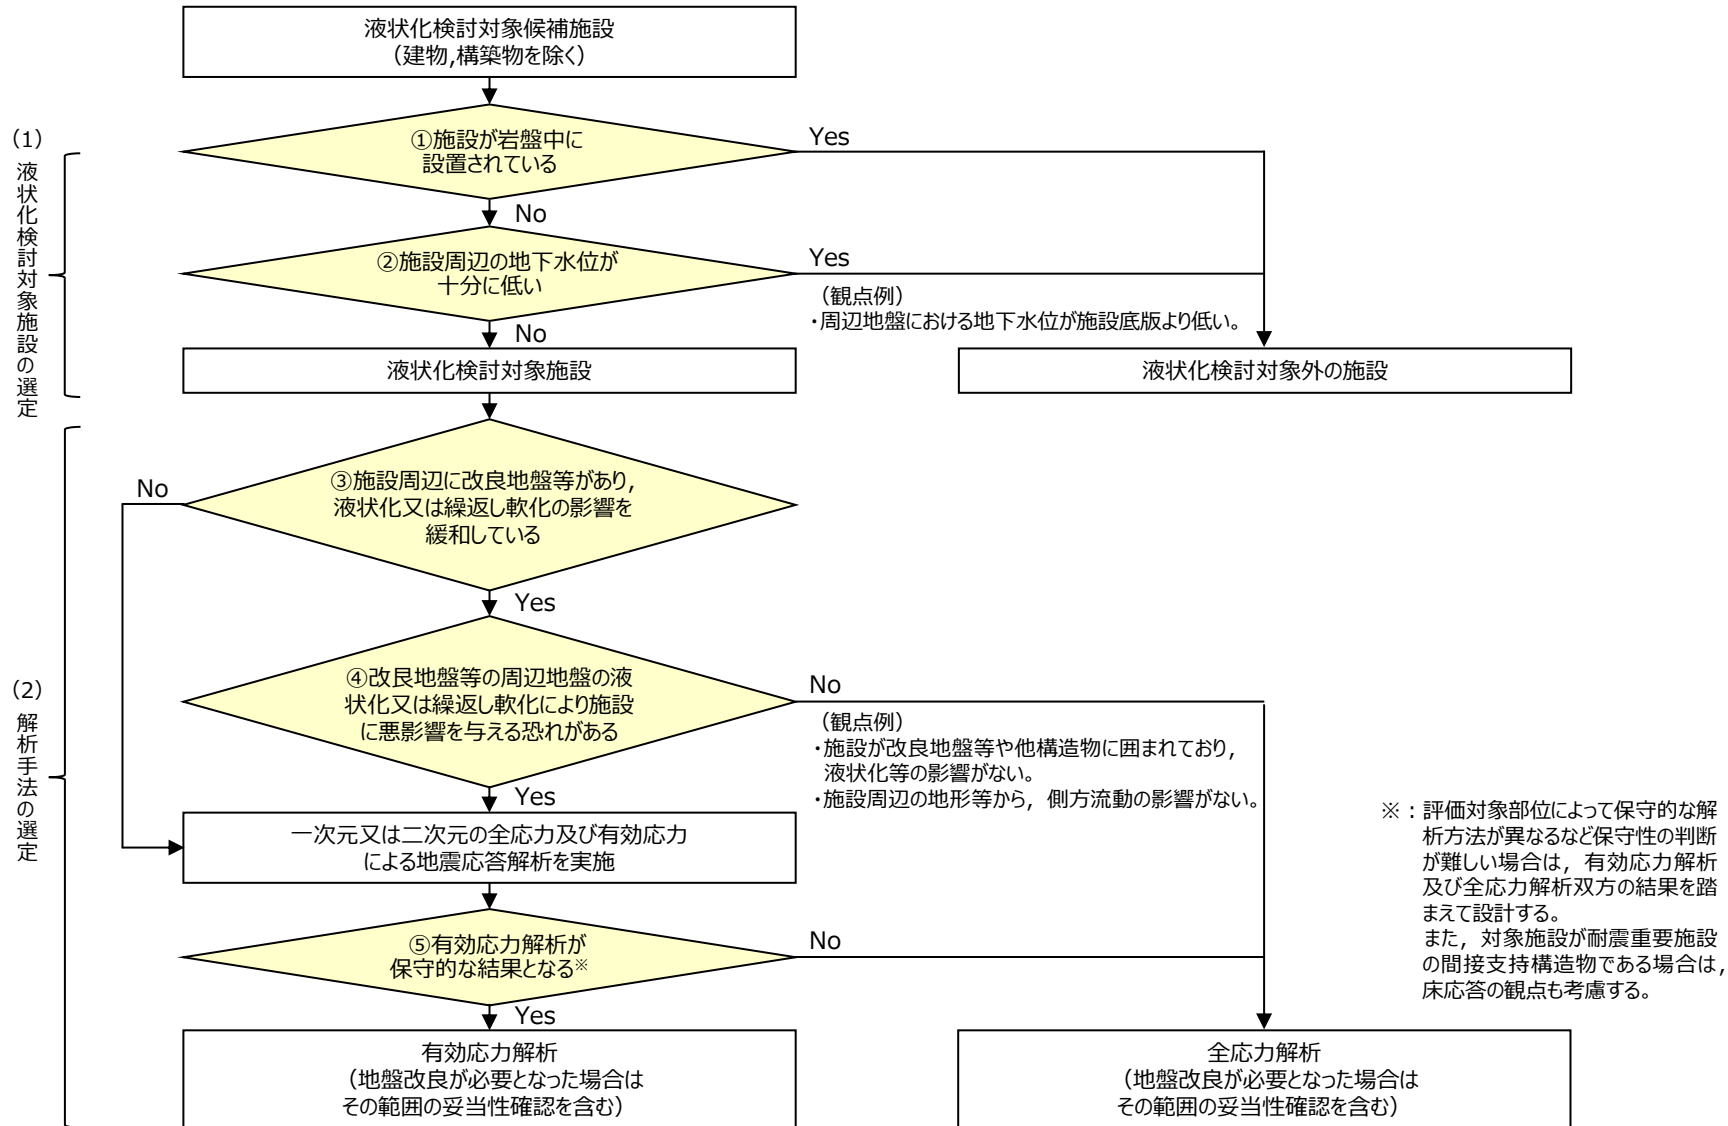 液状化検討対象候補施設
(建物,構築物を除く)
(1)
液状化検討対象施設の選定
①施設が岩盤中に
設置されている
Yes
No
②施設周辺の地下水位が
十分に低い
Yes
(観点例)
・周辺地盤における地下水位が施設底版より低い。
No
液状化検討対象施設
液状化検討対象外の施設
(2)
解析手法の選定
③施設周辺に改良地盤等があり,
液状化又は繰返し軟化の影響を
緩和している
No
Yes
④改良地盤等の周辺地盤の液
状化又は繰返し軟化により施設
に悪影響を与える恐れがある
No
(観点例)
・施設が改良地盤等や他構造物に囲まれており,
液状化等の影響がない。
・施設周辺の地形等から, 側方流動の影響がない。
Yes
一次元又は二次元の全応力及び有効応力
による地震応答解析を実施
⑤有効応力解析が
保守的な結果となる※
No
Yes
有効応力解析
(地盤改良が必要となった場合は
その範囲の妥当性確認を含む)
全応力解析
(地盤改良が必要となった場合は
その範囲の妥当性確認を含む)
※:評価対象部位によって保守的な解
析方法が異なるなど保守性の判断
が難しい場合は, 有効応力解析
及び全応力解析双方の結果を踏
まえて設計する。
また, 対象施設が耐震重要施設
の間接支持構造物である場合は,
床応答の観点も考慮する。